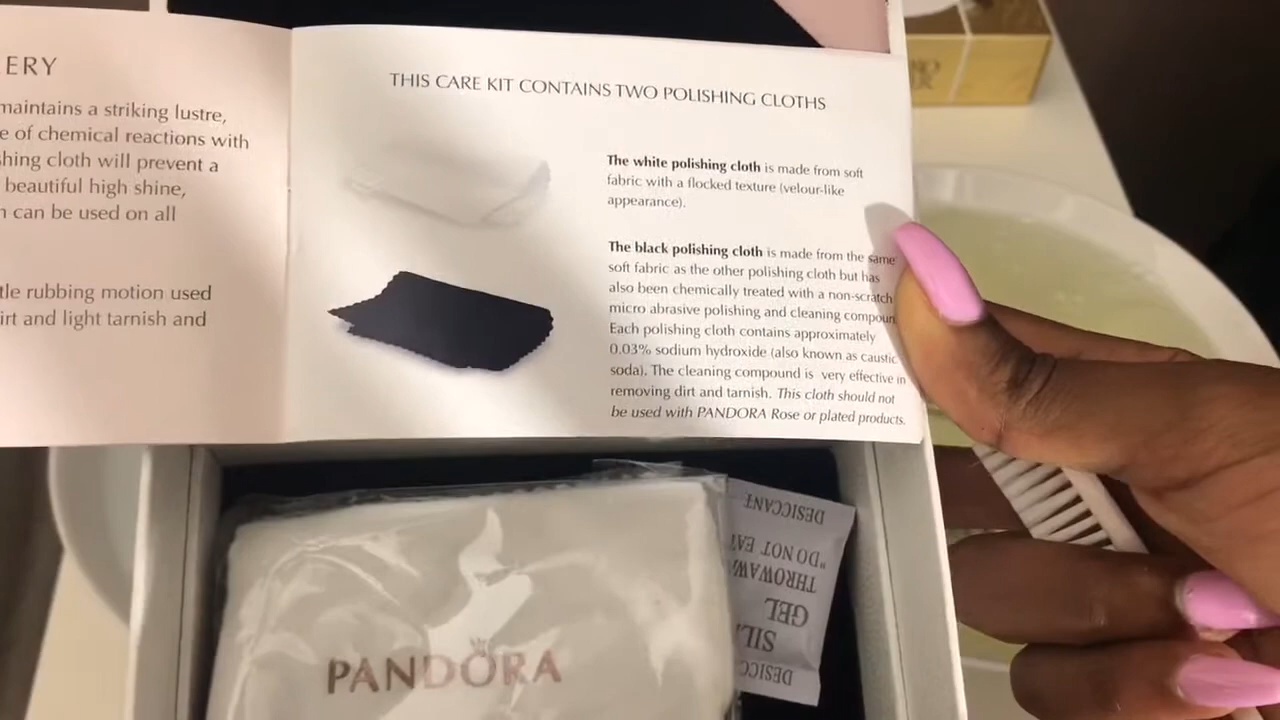 ERY
maintains a striking lustre,
e of chemical reactions with
shing cloth will prevent a
beautiful high shine,
n can be used on all
tle rubbing motion used
irt and light tarnish and
THIS CARE KIT CONTAINS TWO POLISHING CLOTHS
The white polishing cloth is made from soft
fabric with a flocked texture (velour-like
appearance).
The black polishing cloth is made from the same
soft fabric as the other polishing cloth but has
also been chemically treated with a non-scratch
micro abrasive polishing and cleaning compoun
Each polishing cloth contains approximately
0.03% sodium hydroxide (also known as caustic
soda). The cleaning compound is very effective in
removing dirt and tarnish. This cloth should not
be used with PANDORA Rose or plated products.
PANDORA
DESICCANT
SIL
GEL
THROWAW
"DO NOT EAT
DESICCANT